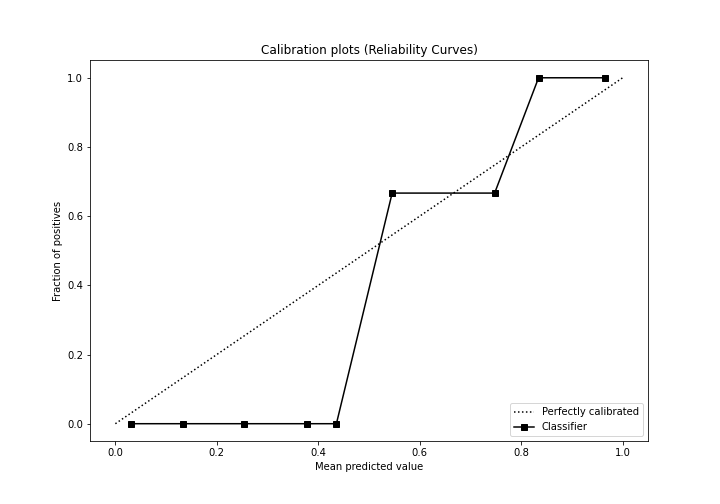 Calibration plots (Reliability Curves)
1.0
0.8
0.6
0.4
0.2
0.0
Fraction of positives
0.0 0.2 0.4 0.6 0.8 1.0
Mean predicted value
Perfectly calibrated
Classifier